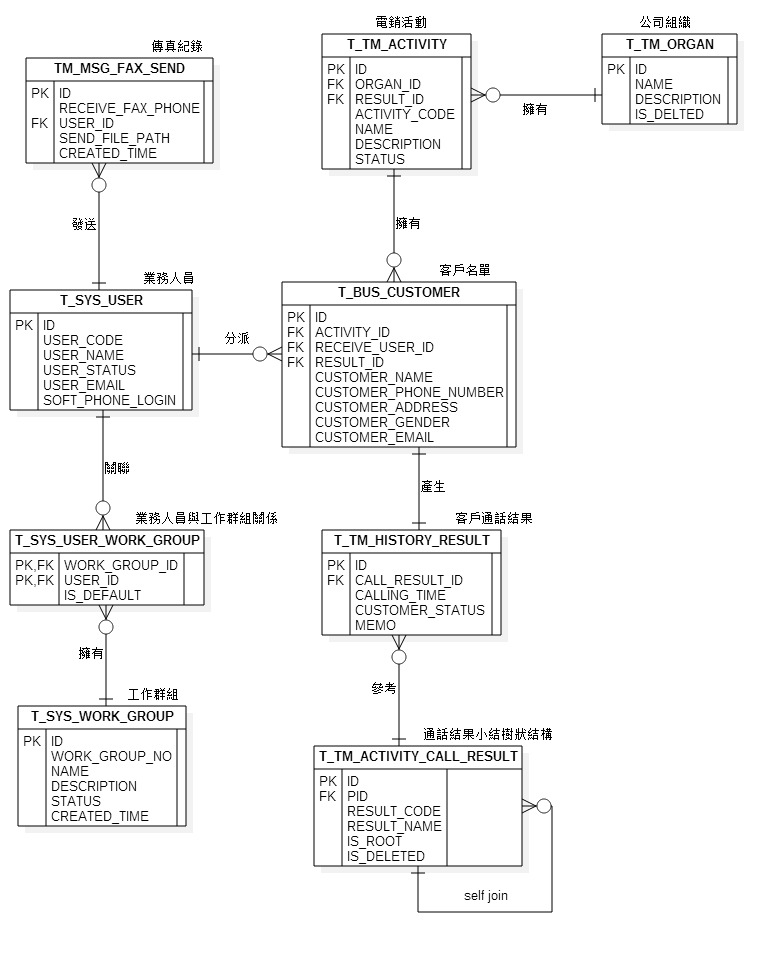 傳真紀錄
TM_MSG_FAX_SEND
PK ID
RECEIVE_FAX_PHONE
FK USER_ID
SEND_FILE_PATH
CREATED_TIME
電銷活動
T_TM_ACTIVITY
PK ID
FK ORGAN_ID
FK RESULT_ID
ACTIVITY_CODE
NAME
DESCRIPTION
STATUS
擁有
公司組織
T_TM_ORGAN
PK ID
NAME
DESCRIPTION
IS_DELTED
發送
擁有
業務人員
T_SYS_USER
PK ID
USER_CODE
USER_NAME
USER_STATUS
USER_EMAIL
SOFT_PHONE_LOGIN
分派
客戶名單
T_BUS_CUSTOMER
PK ID
FK ACTIVITY_ID
FK RECEIVE_USER_ID
FK RESULT_ID
CUSTOMER_NAME
CUSTOMER_PHONE_NUMBER
CUSTOMER_ADDRESS
CUSTOMER_GENDER
CUSTOMER_EMAIL
關聯
產生
業務人員與工作群組關係
T_SYS_USER_WORK_GROUP
PK,FK WORK_GROUP_ID
PK,FK USER_ID
IS_DEFAULT
客戶通話結果
T_TM_HISTORY_RESULT
PK ID
FK CALL_RESULT_ID
CALLING_TIME
CUSTOMER_STATUS
MEMO
擁有
參考
工作群組
T_SYS_WORK_GROUP
PK ID
WORK_GROUP_NO
NAME
DESCRIPTION
STATUS
CREATED_TIME
通話結果小結樹狀結構
T_TM_ACTIVITY_CALL_RESULT
PK ID
FK PID
RESULT_CODE
RESULT_NAME
IS_ROOT
IS_DELETED
self join